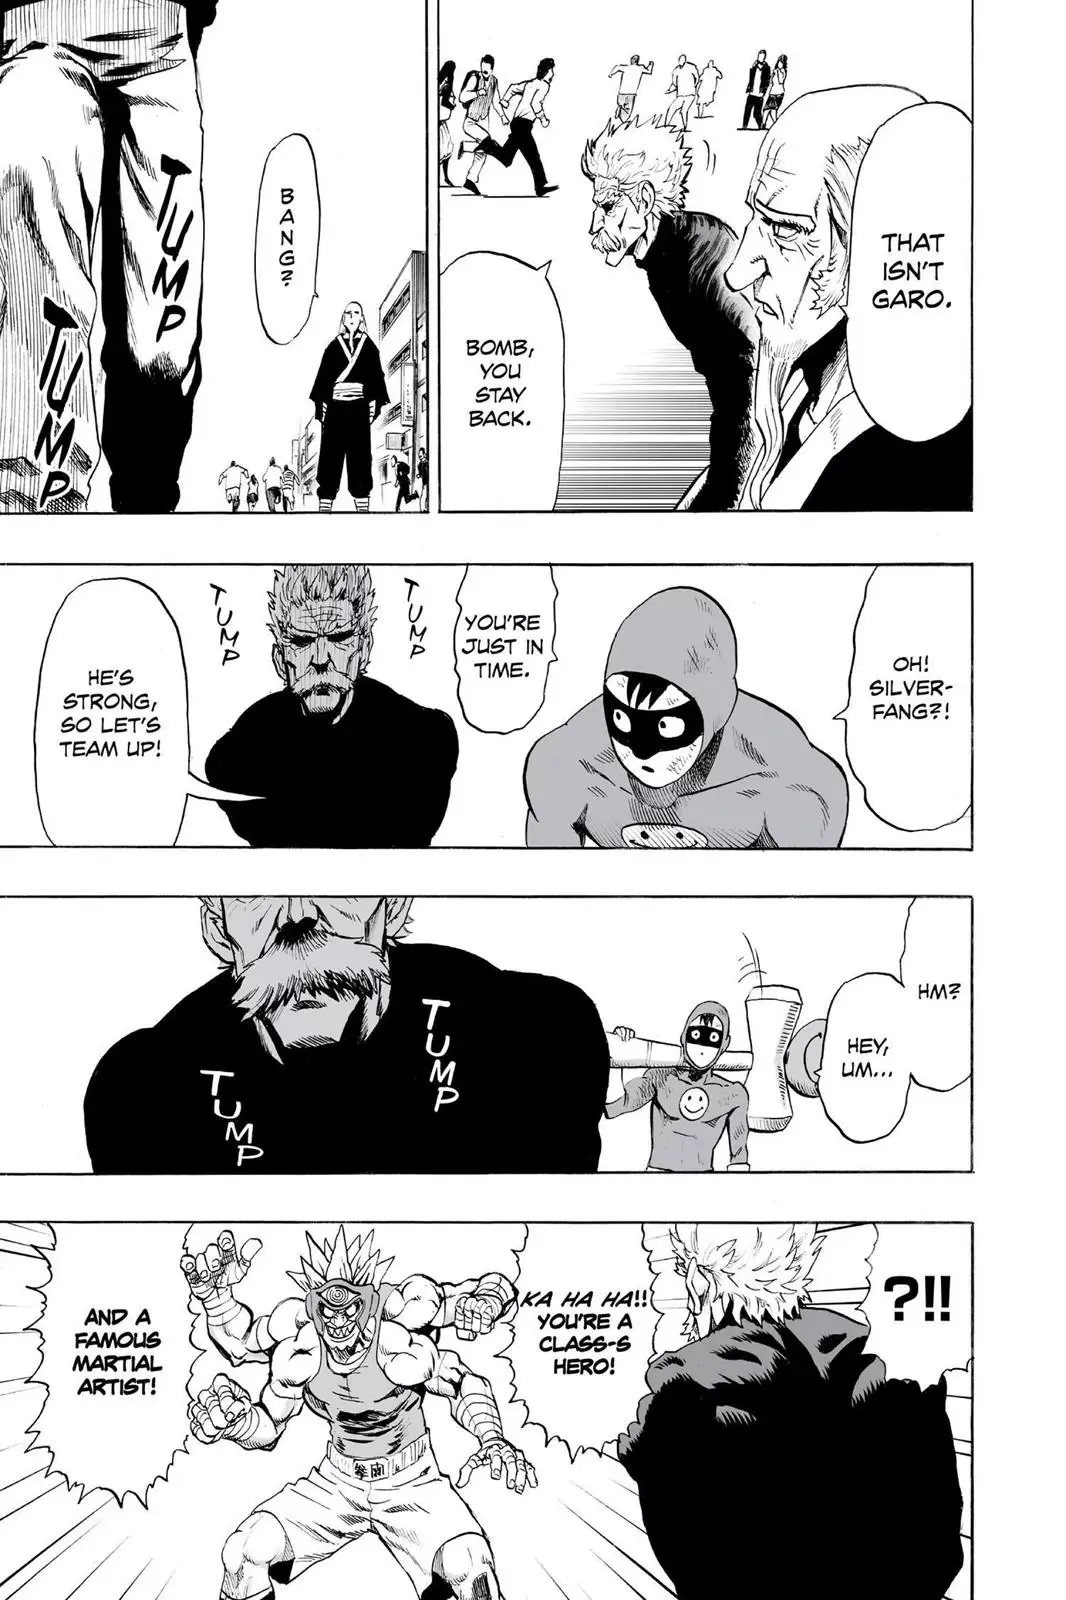 THAT
ISN'T
GARO.
BOMB,
YOU
STAY
BACK.
BANG?
TUMP
TUMP
OH!
SILVER-
FANG?!
YOU'RE
JUST IN
TIME.
TUMP
TUMP
HE'S
STRONG,
SO LET'S
TEAM UP!
HM?
HEY,
UM...
TUMP
TUMP
?!!
KA HA HA!!
YOU'RE A
CLASS-S
HERO!
AND A
FAMOUS
MARTIAL
ARTIST!